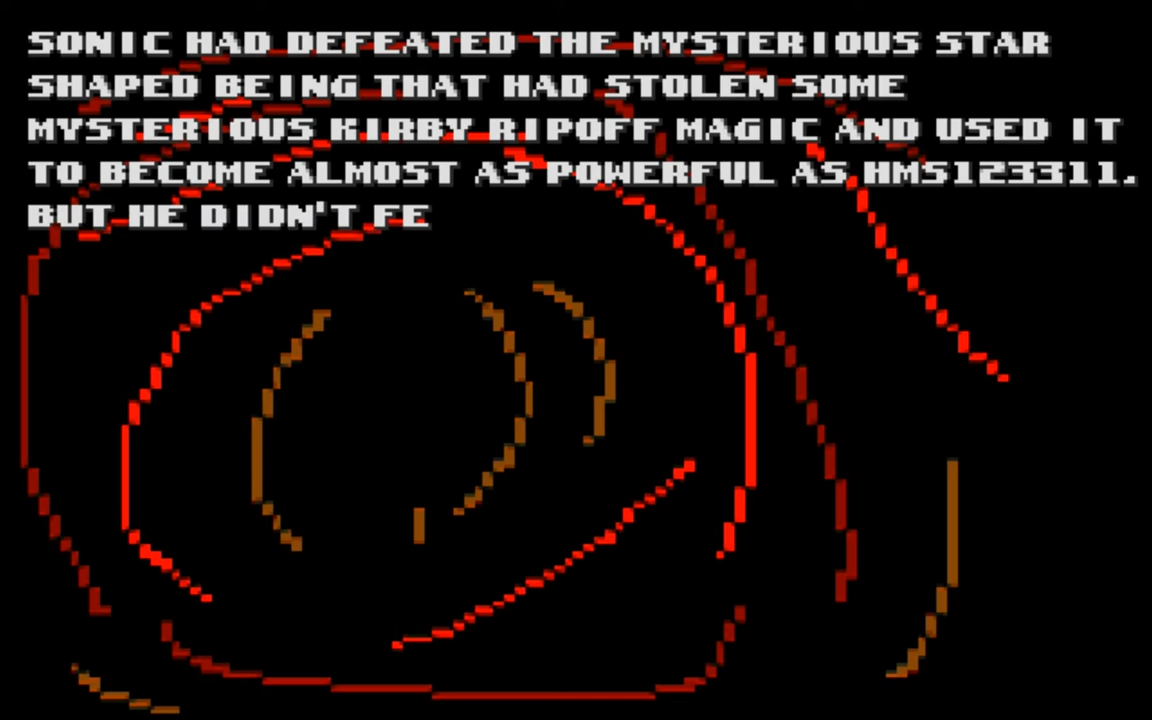 SONIC HAD DEFEATED THE MYSTERIOUS STAR
SHAPED BEING THAT HAD STOLEN SOME
MYSTERIOUS KIRBY RIPOFF MAGIC AND USED IT
TO BECOME ALMOST AS POWERFUL AS HMS123311.
BUT HE DIDN'T FE